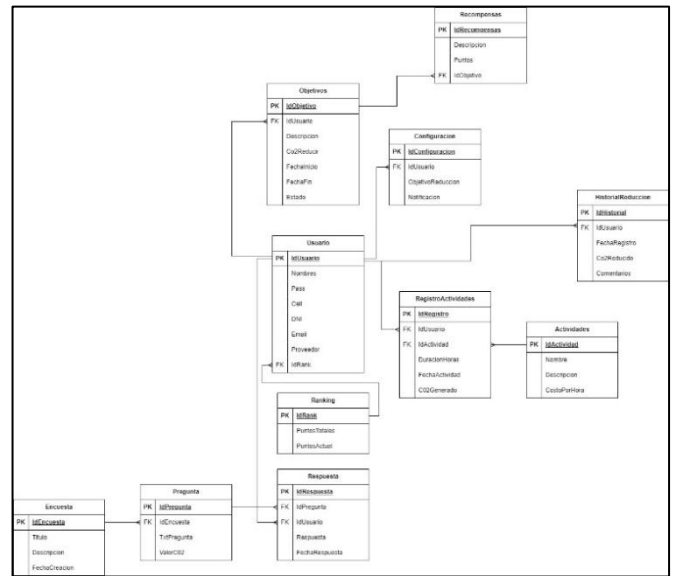 Recompensas
PK IdRecompensas
Descripcion
Puntos
FK IdObjetivo
Objetivos
PK IdObjetivo
FK IdUsuario
Descripcion
Co2Reducir
FechaInicio
FechaFin
Estado
Configuracion
PK IdConfiguracion
FK IdUsuario
ObjetivoReduccion
Notificacion
HistorialReduccion
PK IdHistorial
FK IdUsuario
FechaRegistro
Co2Reducido
Comentarios
Usuario
PK IdUsuario
Nombres
Pass
Cell
DNI
Email
Proveedor
FK IdRank
RegistroActividades
PK IdRegistro
FK IdUsuario
FK IdActividad
DuracionHoras
FechaActividad
C02Generado
Actividades
PK IdActividad
Nombre
Descripcion
CostoPorHora
Ranking
PK IdRank
PuntosTotales
PuntosActual
Respuesta
PK IdRespuesta
FK IdPregunta
FK IdUsuario
Respuesta
FechaRespuesta
Pregunta
PK IdPregunta
FK IdEncuesta
TxtPregunta
ValorC02
Encuesta
PK IdEncuesta
Titulo
Descripcion
FechaCreacion